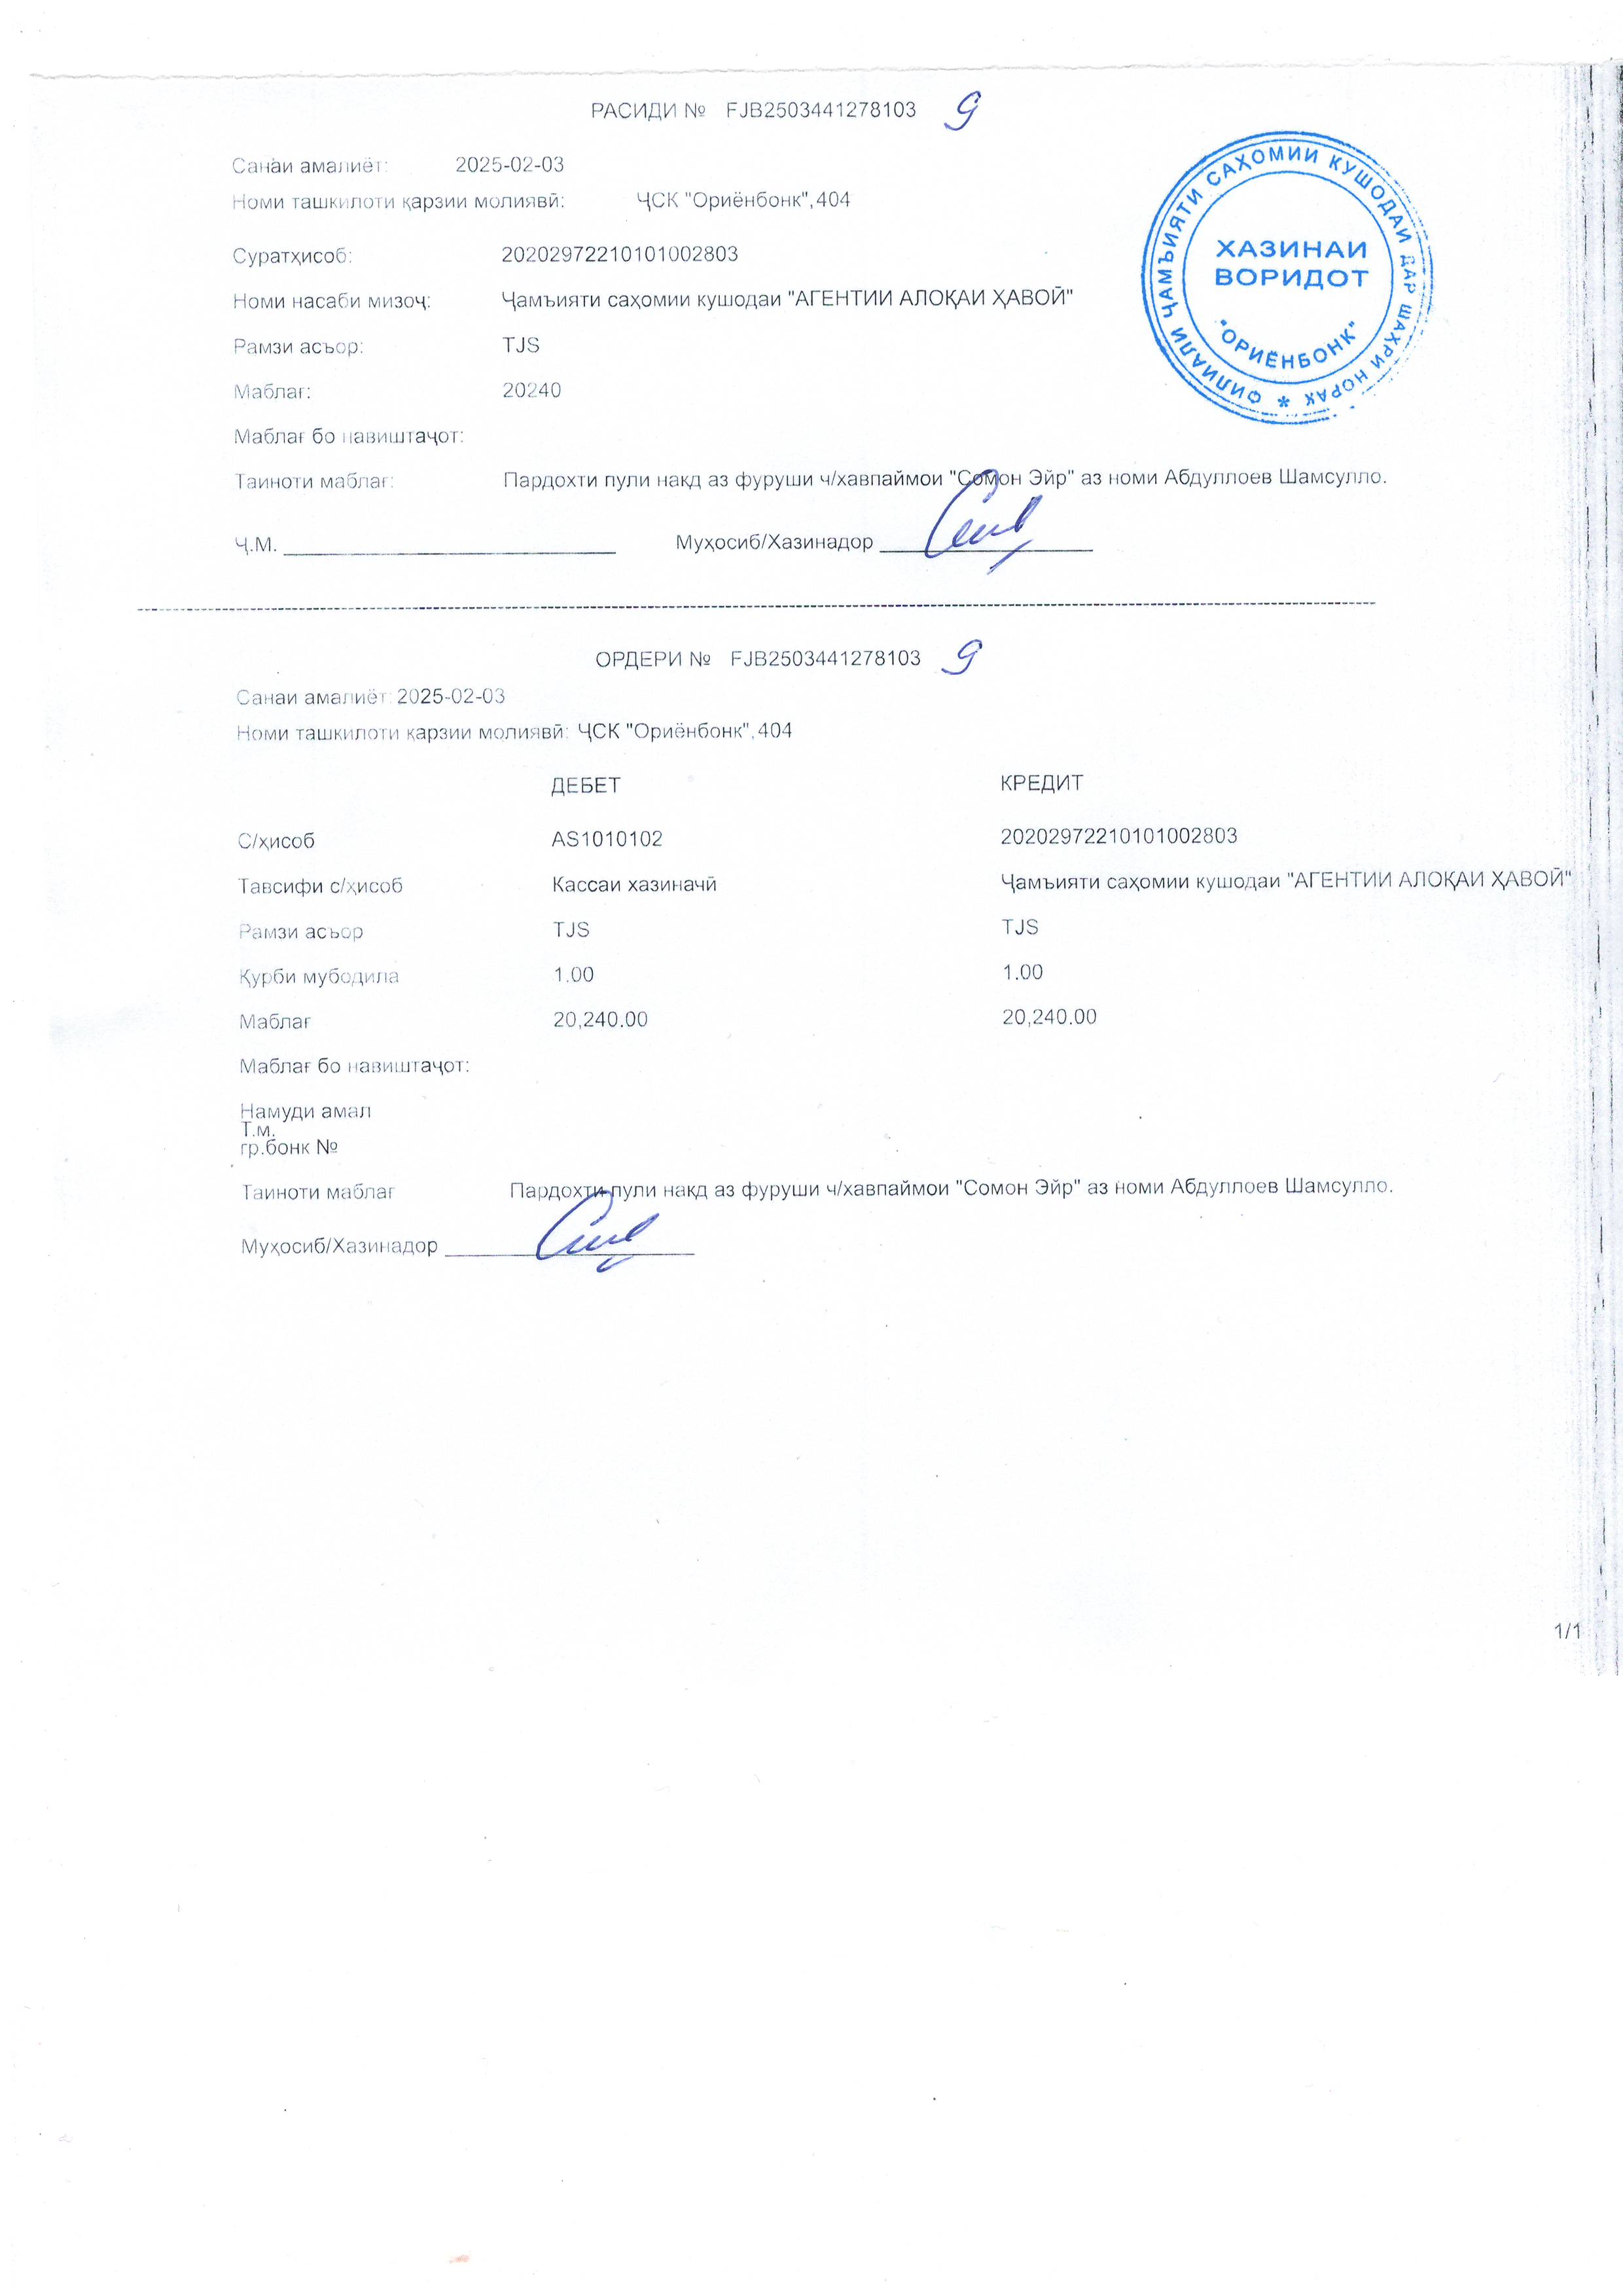 РАСИДИ № FJB2503441278103 9
Санаи амалиёт: 2025-02-03
Номи ташкилоти қарзии молиявӣ: ҶСК "Ориёнбонк",404
Суратҳисоб: 20202972210101002803
Номи насаби мизоҷ: Ҷамъияти саҳомии кушодаи "АГЕНТИИ АЛОҚАИ ҲАВОӢ"
Рамзи асъор: TJS
Маблағ: 20240
Маблағ бо навиштаҷот:
Таиноти маблағ: Пардохти пули накд аз фуруши ч/хавпаймои "Сомон Эйр" аз номи Абдуллоев Шамсулло.
Ҷ.М. Муҳосиб/Хазинадор
ФИЛИАЛИ ҶАМЪИЯТИ САҲОМИИ КУШОДАИ ДАР ШАҲРИ НОРАК *
ХАЗИНАИ
ВОРИДОТ
"ОРИЁНБОНК"
ОРДЕРИ № FJB2503441278103 9
Санаи амалиёт: 2025-02-03
Номи ташкилоти қарзии молиявӣ: ҶСК "Ориёнбонк",404
ДЕБЕТ КРЕДИТ
С/ҳисоб AS1010102 20202972210101002803
Тавсифи с/ҳисоб Кассаи хазиначӣ Ҷамъияти саҳомии кушодаи "АГЕНТИИ АЛОҚАИ ҲАВОӢ"
Рамзи асъор TJS TJS
Қурби мубодила 1.00 1.00
Маблағ 20,240.00 20,240.00
Маблағ бо навиштаҷот:
Намуди амал
Т.м.
гр.бонк №
Таиноти маблағ Пардохти пули накд аз фуруши ч/хавпаймои "Сомон Эйр" аз номи Абдуллоев Шамсулло.
Муҳосиб/Хазинадор
1/1